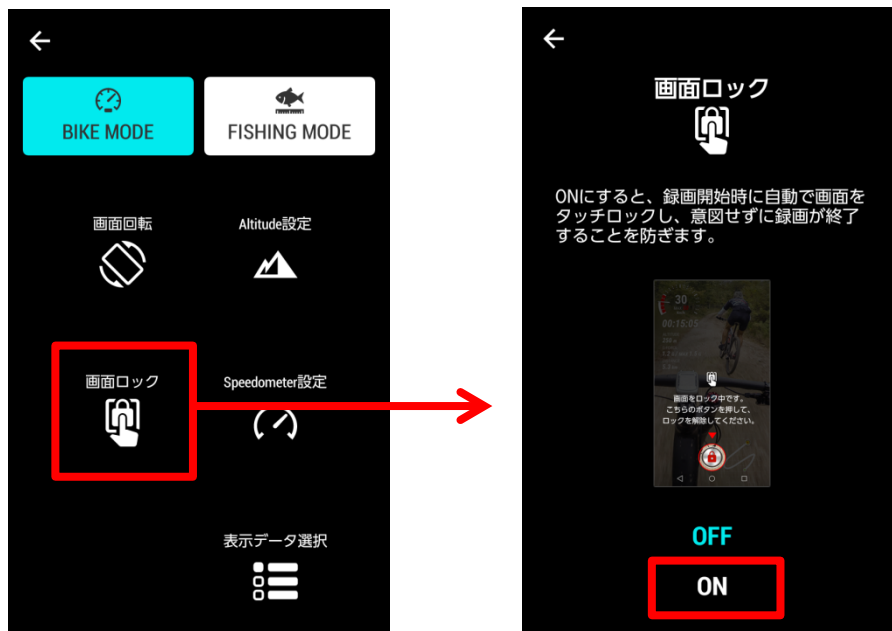 BIKE MODE
FISHING MODE
画面回転
Altitude設定
画面ロック
Speedometer設定
表示データ選択
画面ロック
ONにすると、録画開始時に自動で画面を
タッチロックし、意図せずに録画が終了
することを防ぎます。
30
00:15:05
画面をロック中です。
こちらのボタンを押して、
ロックを解除してください。
OFF
ON